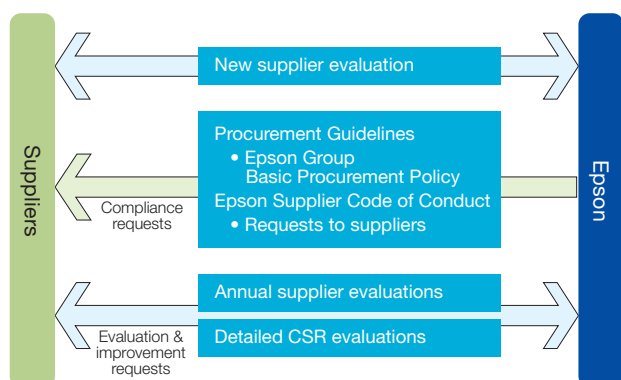 Suppliers
New supplier evaluation
Procurement Guidelines
• Epson Group
Basic Procurement Policy
Epson Supplier Code of Conduct
• Requests to suppliers
Compliance
requests
Annual supplier evaluations
Detailed CSR evaluations
Evaluation &
improvement
requests
Epson